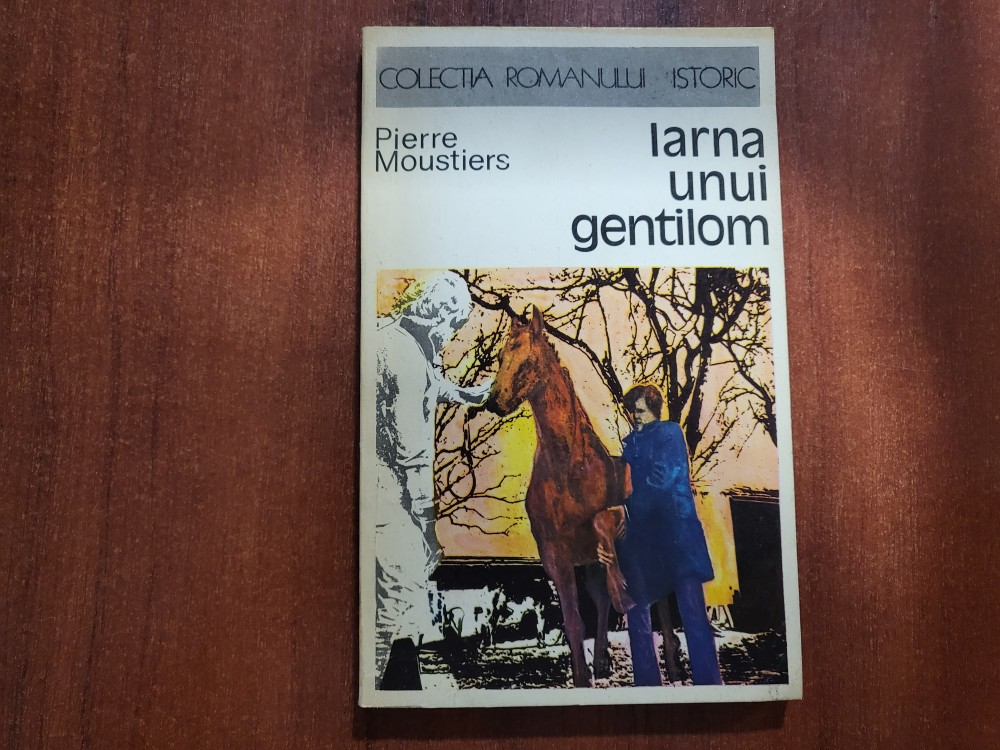 COLECTIA ROMANULUI ISTORIC
Pierre
Moustiers
Iarna
unui
gentilom